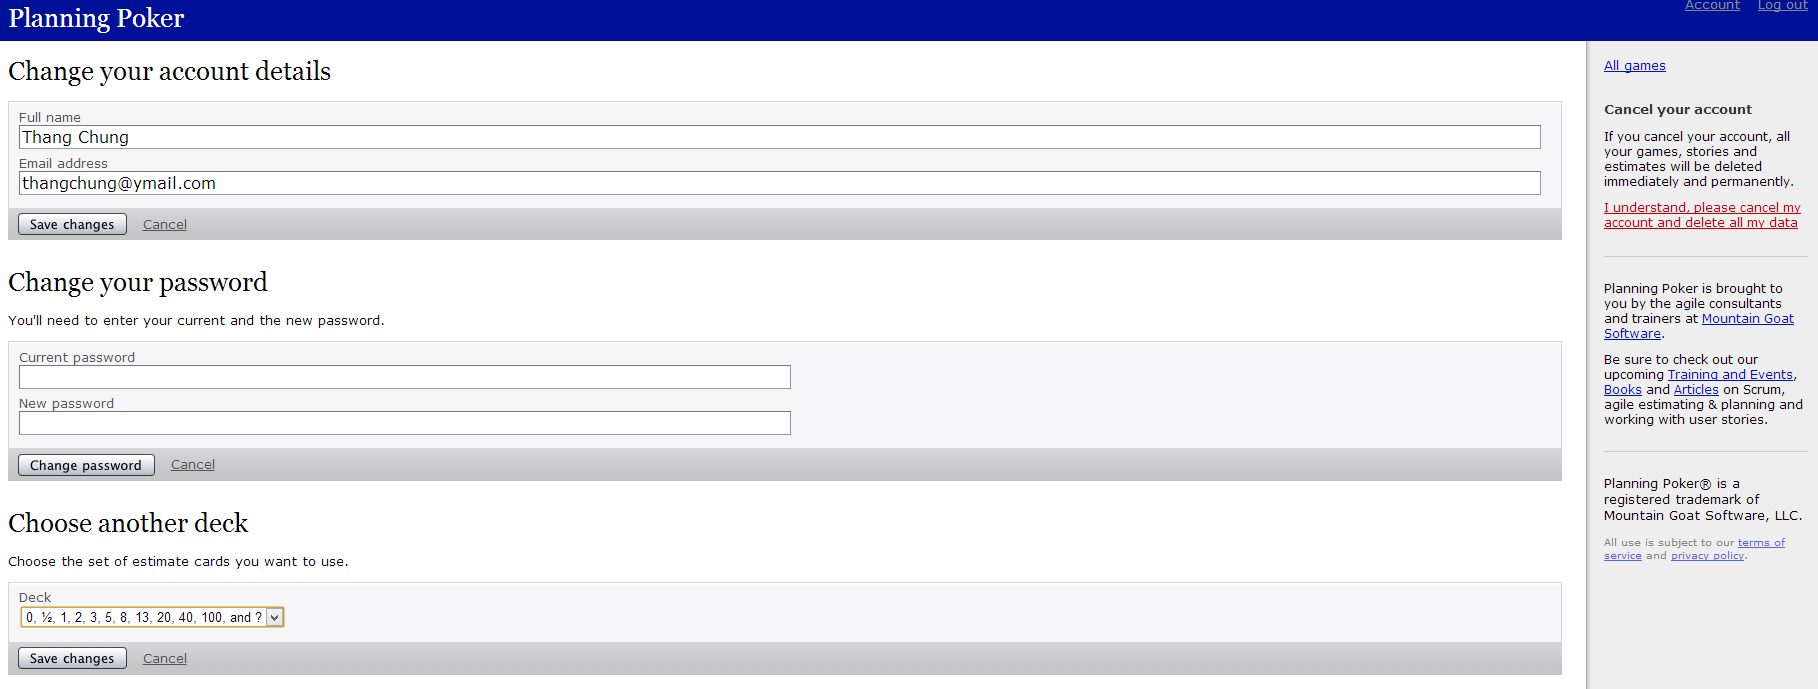 Planning Poker
Account Log out
Change your account details
Full name
Thang Chung
Email address
thangchung@ymail.com
Save changes Cancel
Change your password
You'll need to enter your current and the new password.
Current password
New password
Change password Cancel
Choose another deck
Choose the set of estimate cards you want to use.
Deck
0, ½, 1, 2, 3, 5, 8, 13, 20, 40, 100, and ?
Save changes Cancel
All games
Cancel your account
If you cancel your account, all
your games, stories and
estimates will be deleted
immediately and permanently.
I understand, please cancel my
account and delete all my data
Planning Poker is brought to
you by the agile consultants
and trainers at Mountain Goat
Software.
Be sure to check out our
upcoming Training and Events,
Books and Articles on Scrum,
agile estimating & planning and
working with user stories.
Planning Poker® is a
registered trademark of
Mountain Goat Software, LLC.
All use is subject to our terms of
service and privacy policy.